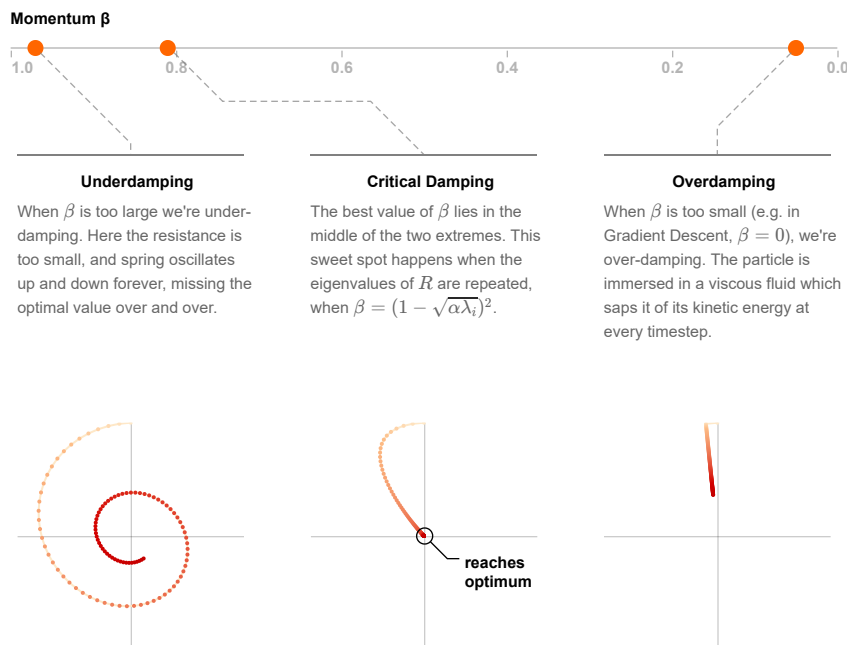 Momentum β
1.0 0.8 0.6 0.4 0.2 0.0
Underdamping
When β is too large we're under-
damping. Here the resistance is
too small, and spring oscillates
up and down forever, missing the
optimal value over and over.
Critical Damping
The best value of β lies in the
middle of the two extremes. This
sweet spot happens when the
eigenvalues of R are repeated,
when β = (1 − √αλᵢ)².
Overdamping
When β is too small (e.g. in
Gradient Descent, β = 0), we're
over-damping. The particle is
immersed in a viscous fluid which
saps it of its kinetic energy at
every timestep.
reaches
optimum